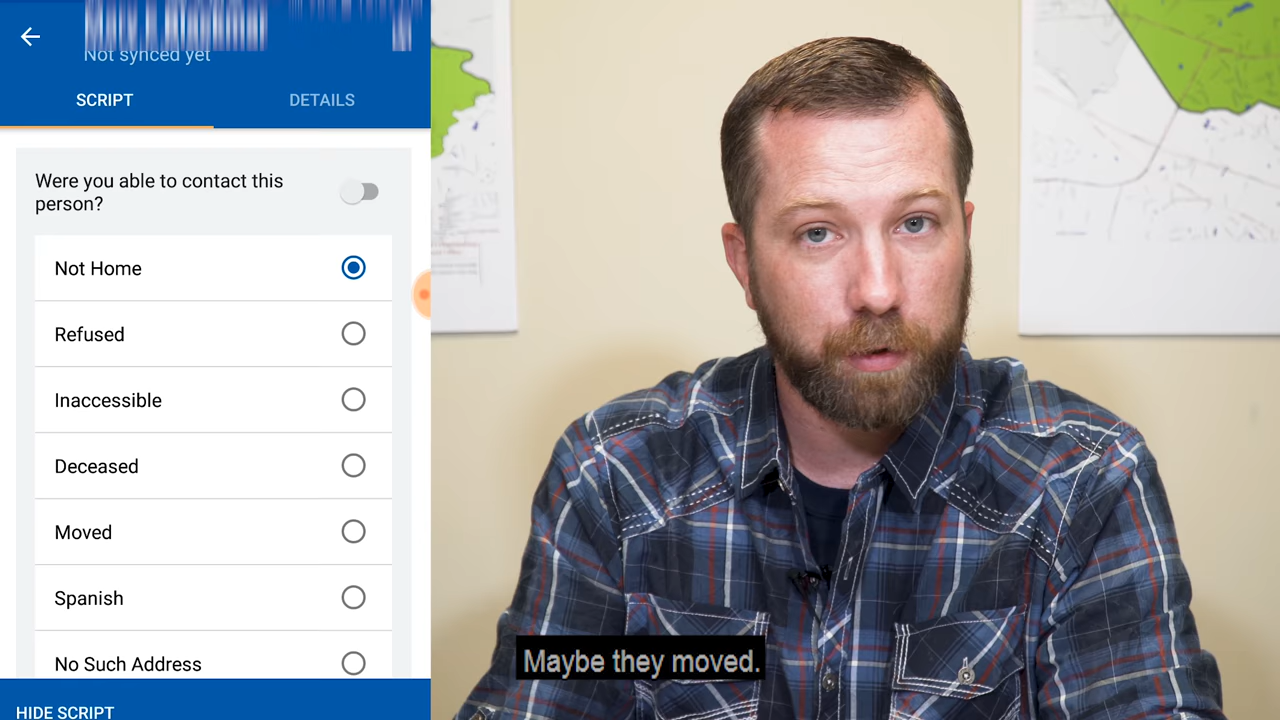 Not synced yet
SCRIPT
DETAILS
Were you able to contact this
person?
Not Home
Refused
Inaccessible
Deceased
Moved
Spanish
No Such Address
HIDE SCRIPT
Maybe they moved.